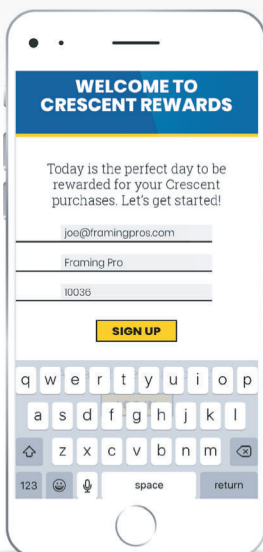 WELCOME TO
CRESCENT REWARDS
Today is the perfect day to be
rewarded for your Crescent
purchases. Let's get started!
joe@framingpros.com
Framing Pro
10036
SIGN UP
q w e r t y u i o p
a s d f g h j k l
z x c v b n m
123 space return